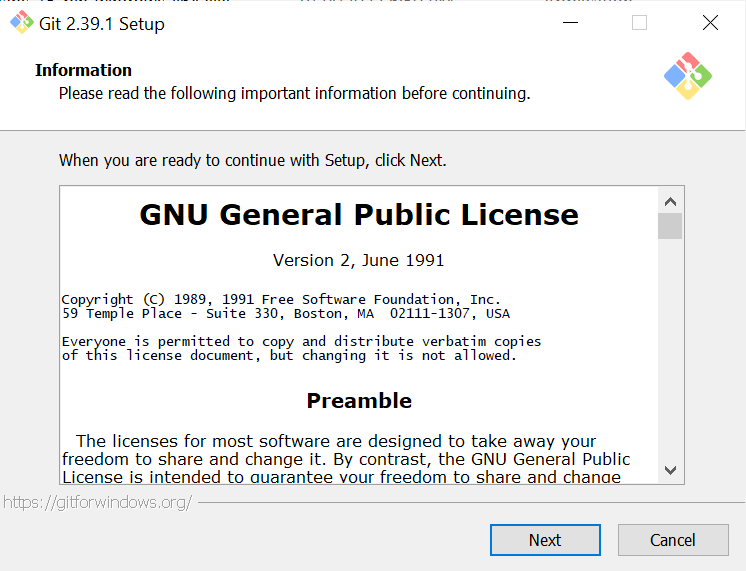 Git 2.39.1 Setup
Information
Please read the following important information before continuing.
When you are ready to continue with Setup, click Next.
GNU General Public License
Version 2, June 1991
Copyright (C) 1989, 1991 Free Software Foundation, Inc.
59 Temple Place - Suite 330, Boston, MA  02111-1307, USA
Everyone is permitted to copy and distribute verbatim copies
of this license document, but changing it is not allowed.
Preamble
The licenses for most software are designed to take away your
freedom to share and change it. By contrast, the GNU General Public
License is intended to guarantee your freedom to share and change
https://gitforwindows.org/
Next Cancel